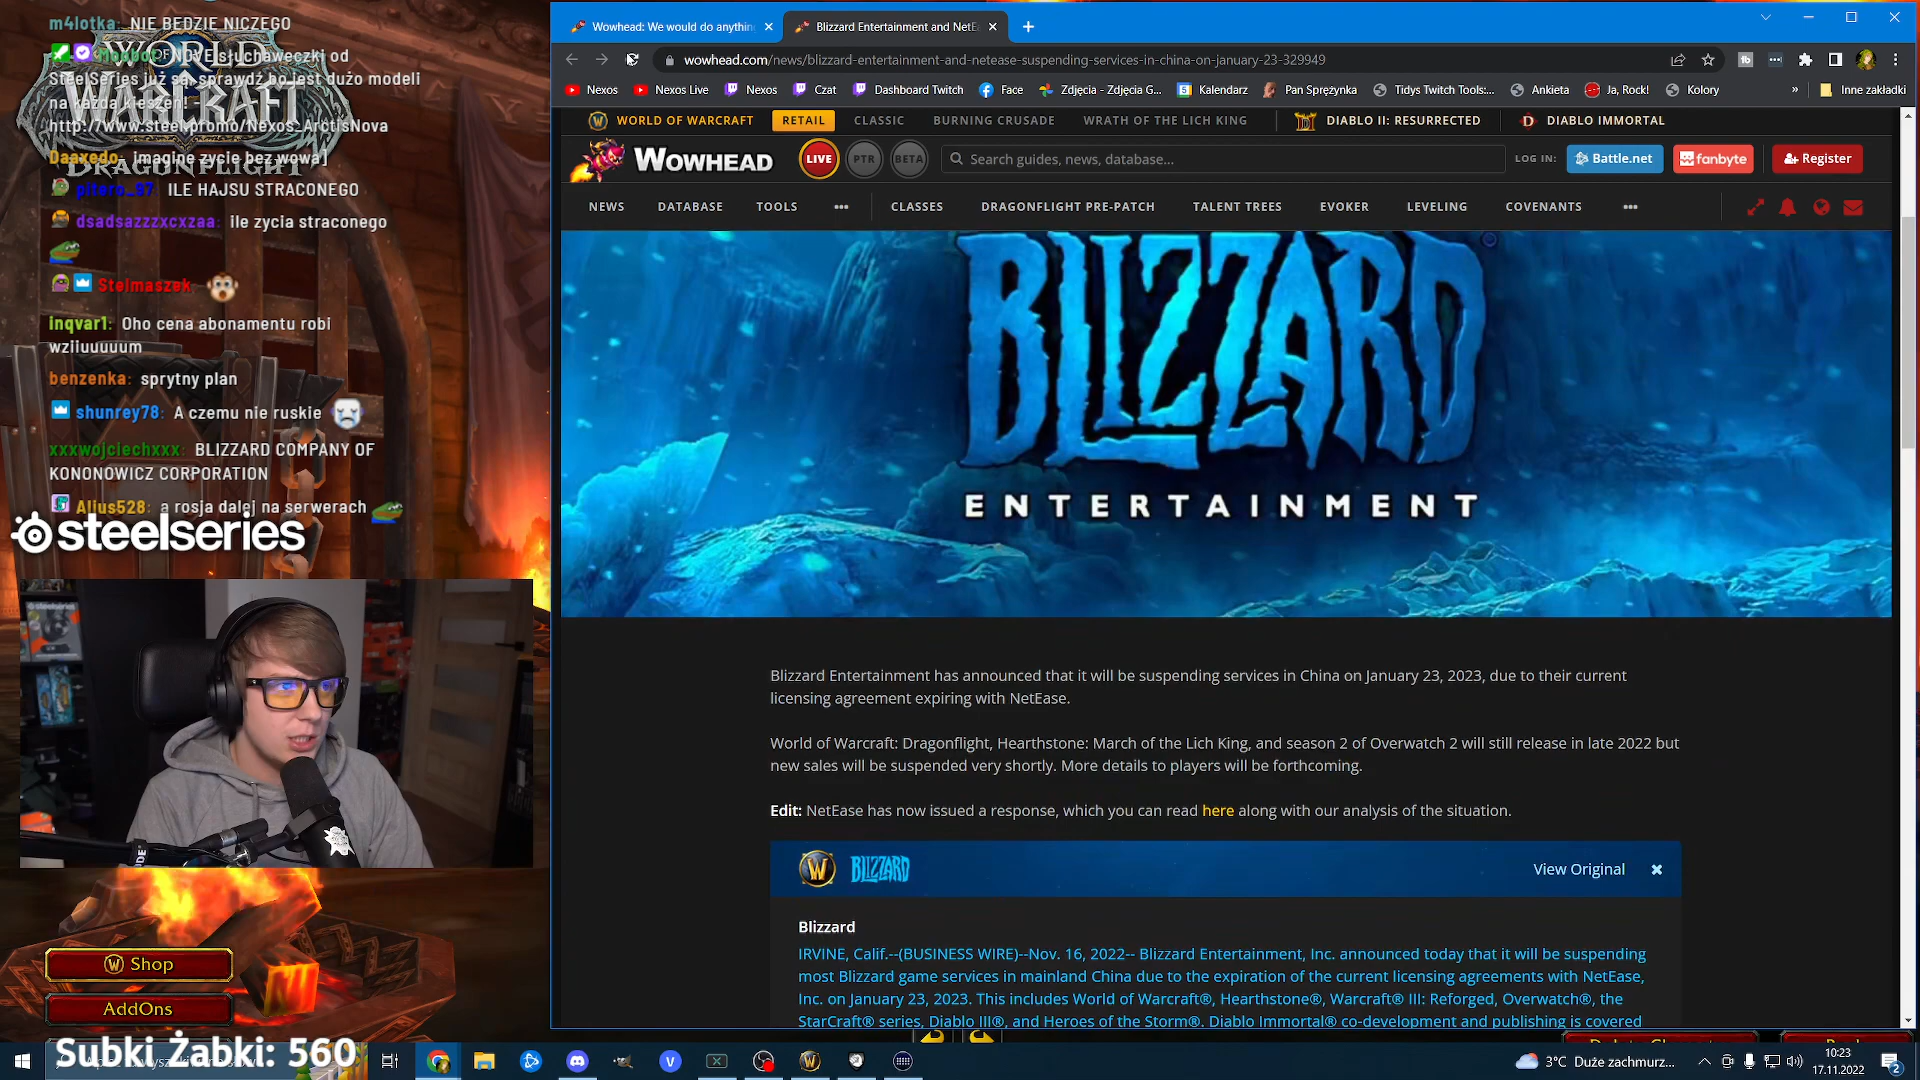 m4lotka: NIE BEDZIE NICZEGO
Moobot: NOVE słuchaweczki od
SteelSeries już są, sprawdź bo jest dużo modeli
na każdą kieszeń! -
http://www.steel.promo/Nexos_ArctisNova
Daaxedo: imagine zycie bez wowa]
pitero_97: ILE HAJSU STRACONEGO
dsadsazzzxcxzaa: ile zycia straconego
Stelmaszek:
inqvar1: Oho cena abonamentu robi
wziiuuuuum
benzenka: sprytny plan
shunrey78: A czemu nie ruskie
xxxwojciechxxx: BLIZZARD COMPANY OF
KONONOWICZ CORPORATION
Alius528: a rosja dalej na serwerach
WORLD
WARCRAFT
DRAGONFLIGHT
steelseries
Shop
AddOns
Subki Żabki: 560
Wowhead: We would do anythin
Blizzard Entertainment and NetE
wowhead.com/news/blizzard-entertainment-and-netease-suspending-services-in-china-on-january-23-329949
Nexos
Nexos Live
Nexos
Czat
Dashboard Twitch
Face
Zdjęcia - Zdjęcia G...
Kalendarz
Pan Sprężynka
Tidys Twitch Tools:...
Ankieta
Ja, Rock!
Kolory
»
Inne zakładki
WORLD OF WARCRAFT
RETAIL
CLASSIC
BURNING CRUSADE
WRATH OF THE LICH KING
DIABLO II: RESURRECTED
DIABLO IMMORTAL
WOWHEAD
LIVE
PTR
BETA
Search guides, news, database...
LOG IN:
Battle.net
fanbyte
Register
NEWS
DATABASE
TOOLS
•••
CLASSES
DRAGONFLIGHT PRE-PATCH
TALENT TREES
EVOKER
LEVELING
COVENANTS
•••
BLIZZARD
ENTERTAINMENT
Blizzard Entertainment has announced that it will be suspending services in China on January 23, 2023, due to their current
licensing agreement expiring with NetEase.
World of Warcraft: Dragonflight, Hearthstone: March of the Lich King, and season 2 of Overwatch 2 will still release in late 2022 but
new sales will be suspended very shortly. More details to players will be forthcoming.
Edit: NetEase has now issued a response, which you can read here along with our analysis of the situation.
BLIZZARD
View Original
Blizzard
IRVINE, Calif.--(BUSINESS WIRE)--Nov. 16, 2022-- Blizzard Entertainment, Inc. announced today that it will be suspending
most Blizzard game services in mainland China due to the expiration of the current licensing agreements with NetEase,
Inc. on January 23, 2023. This includes World of Warcraft®, Hearthstone®, Warcraft® III: Reforged, Overwatch®, the
StarCraft® series, Diablo III®, and Heroes of the Storm®. Diablo Immortal® co-development and publishing is covered
3°C Duże zachmurz...
10:23
17.11.2022
2